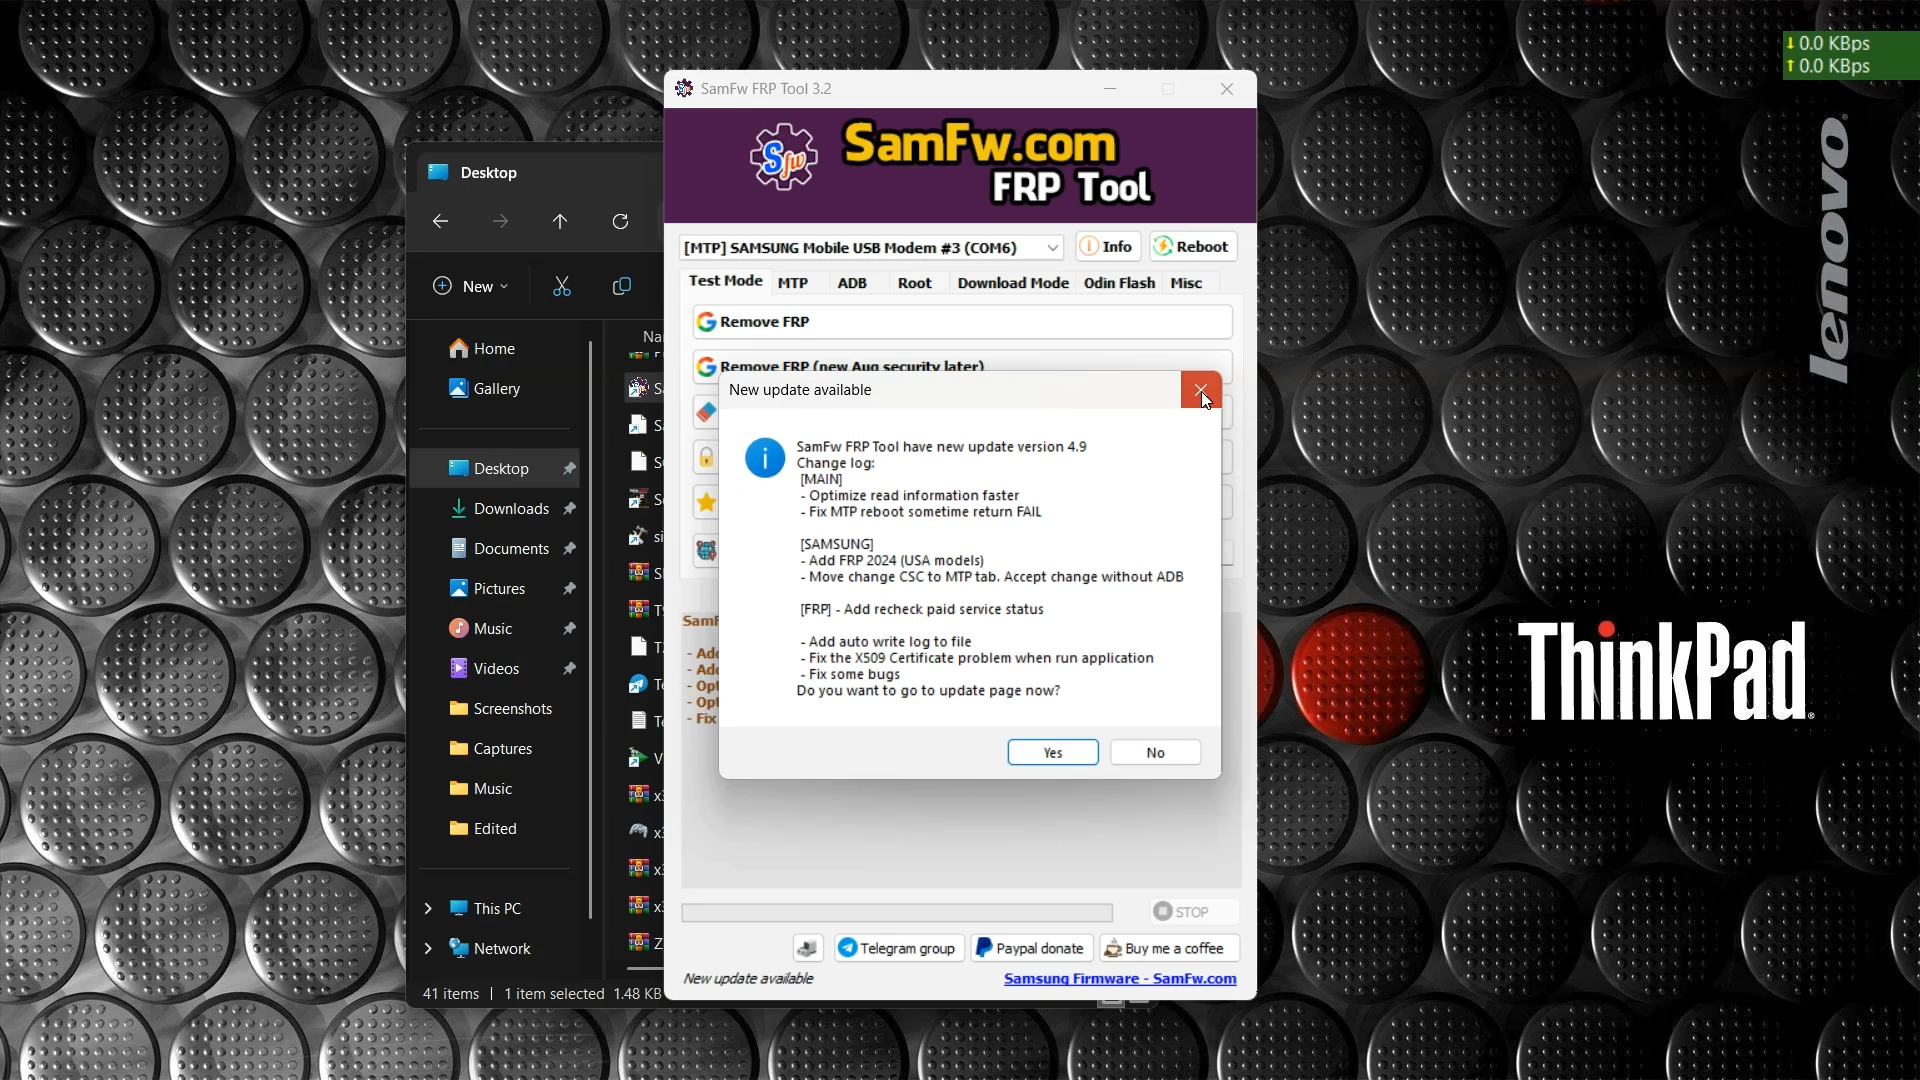 ↓ 0.0 KBps
↑ 0.0 KBps
lenovo
ThinkPad
Desktop
New
Home
Gallery
Desktop
Downloads
Documents
Pictures
Music
Videos
Screenshots
Captures
Music
Edited
This PC
Network
41 items
1 item selected 1.48 KB
SamFw FRP Tool 3.2
Sfw
SamFw.com
FRP Tool
[MTP] SAMSUNG Mobile USB Modem #3 (COM6)
Info
Reboot
Test Mode
MTP
ADB
Root
Download Mode
Odin Flash
Misc
Remove FRP
Remove FRP (new Aug security later)
New update available
SamFw FRP Tool have new update version 4.9
Change log:
[MAIN]
- Optimize read information faster
- Fix MTP reboot sometime return FAIL
[SAMSUNG]
- Add FRP 2024 (USA models)
- Move change CSC to MTP tab. Accept change without ADB
[FRP] - Add recheck paid service status
- Add auto write log to file
- Fix the X509 Certificate problem when run application
- Fix some bugs
Do you want to go to update page now?
Yes
No
STOP
Telegram group
Paypal donate
Buy me a coffee
New update available
Samsung Firmware - SamFw.com